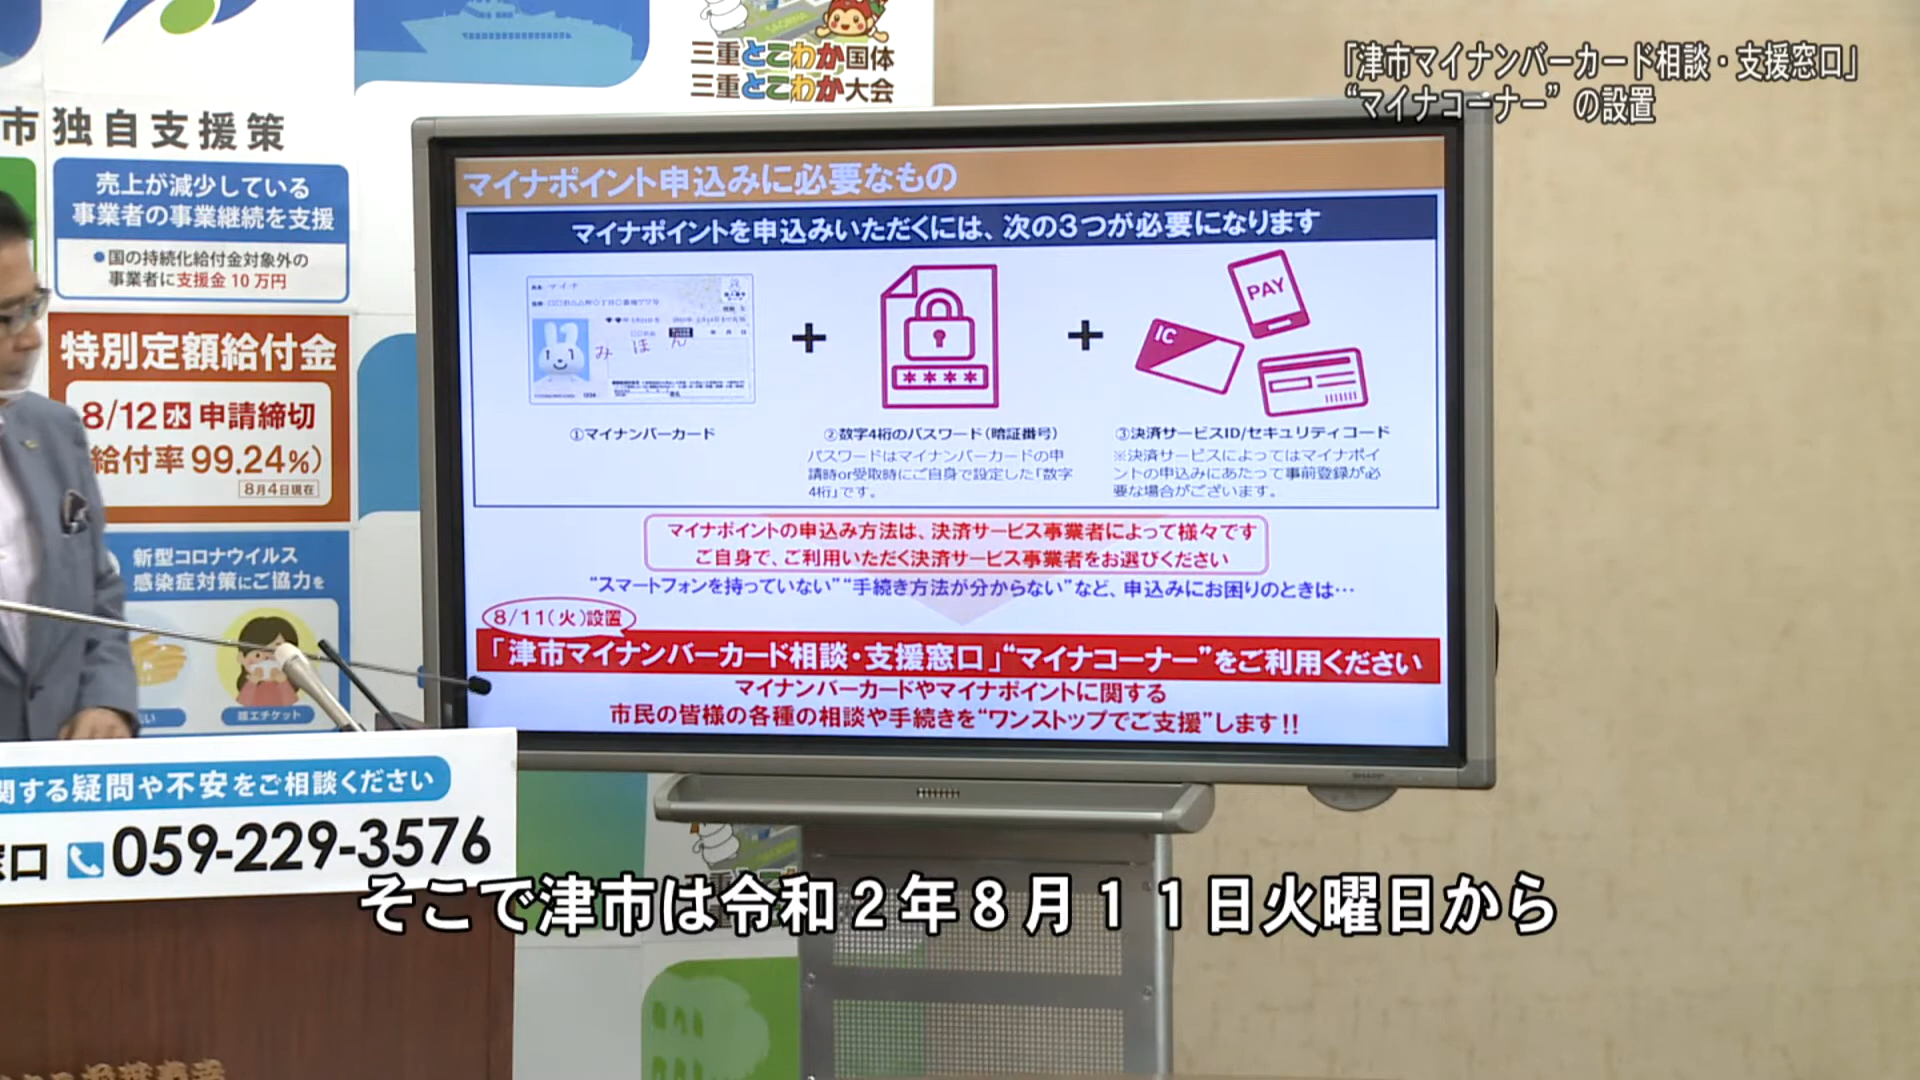 「津市マイナンバーカード相談・支援窓口」
“マイナコーナー”の設置
三重とこわか国体
三重とこわか大会
市独自支援策
売上が減少している
事業者の事業継続を支援
●国の持続化給付金対象外の
事業者に支援金10万円
特別定額給付金
8/12水申請締切
給付率99.24%)
8月4日現在
新型コロナウイルス
感染症対策にご協力を
咳エチケット
マイナポイント申込みに必要なもの
マイナポイントを申込みいただくには、次の3つが必要になります
みほん
+
****
+
PAY
IC
①マイナンバーカード
②数字4桁のパスワード(暗証番号)
パスワードはマイナンバーカードの申
請時or受取時にご自身で設定した「数字
4桁」です。
③決済サービスID/セキュリティコード
※決済サービスによってはマイナポイ
ントの申込みにあたって事前登録が必
要な場合がございます。
マイナポイントの申込み方法は、決済サービス事業者によって様々です
ご自身で、ご利用いただく決済サービス事業者をお選びください
“スマートフォンを持っていない”“手続き方法が分からない”など、申込みにお困りのときは…
8/11(火)設置
「津市マイナンバーカード相談・支援窓口」“マイナコーナー”をご利用ください
マイナンバーカードやマイナポイントに関する
市民の皆様の各種の相談や手続きを“ワンストップでご支援”します!!
SHARP
関する疑問や不安をご相談ください
窓口 059-229-3576
そこで津市は令和2年8月11日火曜日から